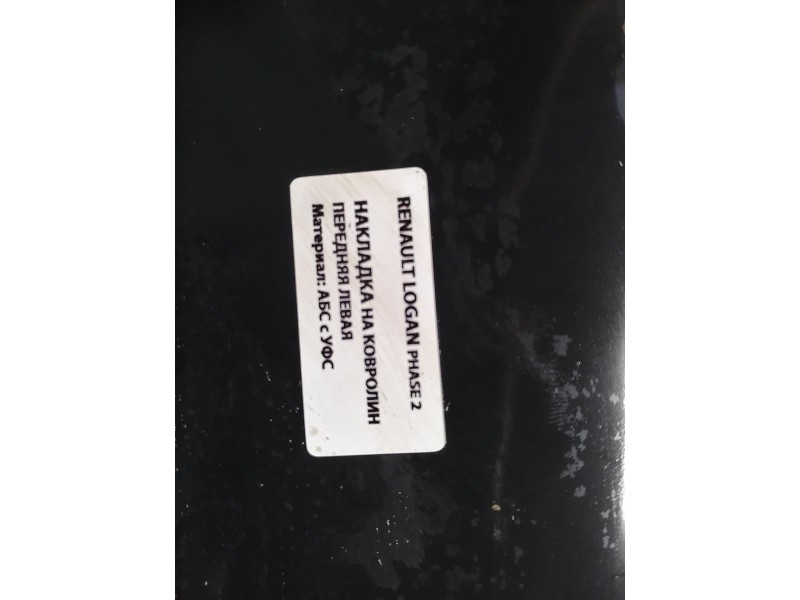 RENAULT LOGAN PHASE 2
НАКЛАДКА НА КОВРОЛИН
ПЕРЕДНЯЯ ЛЕВАЯ
Материал: АБС с УФС